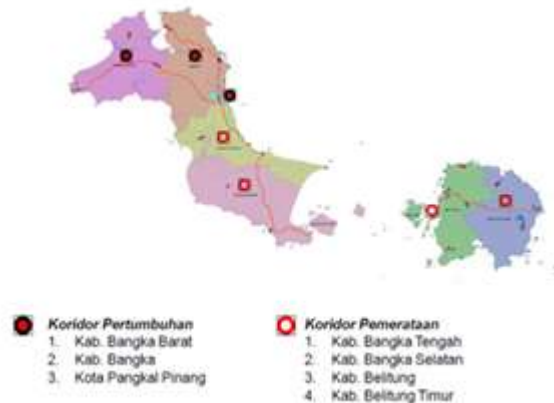 Koridor Pertumbuhan
1. Kab. Bangka Barat
2. Kab. Bangka
3. Kota Pangkal Pinang
Koridor Pemerataan
1. Kab. Bangka Tengah
2. Kab. Bangka Selatan
3. Kab. Belitung
4. Kab. Belitung Timur